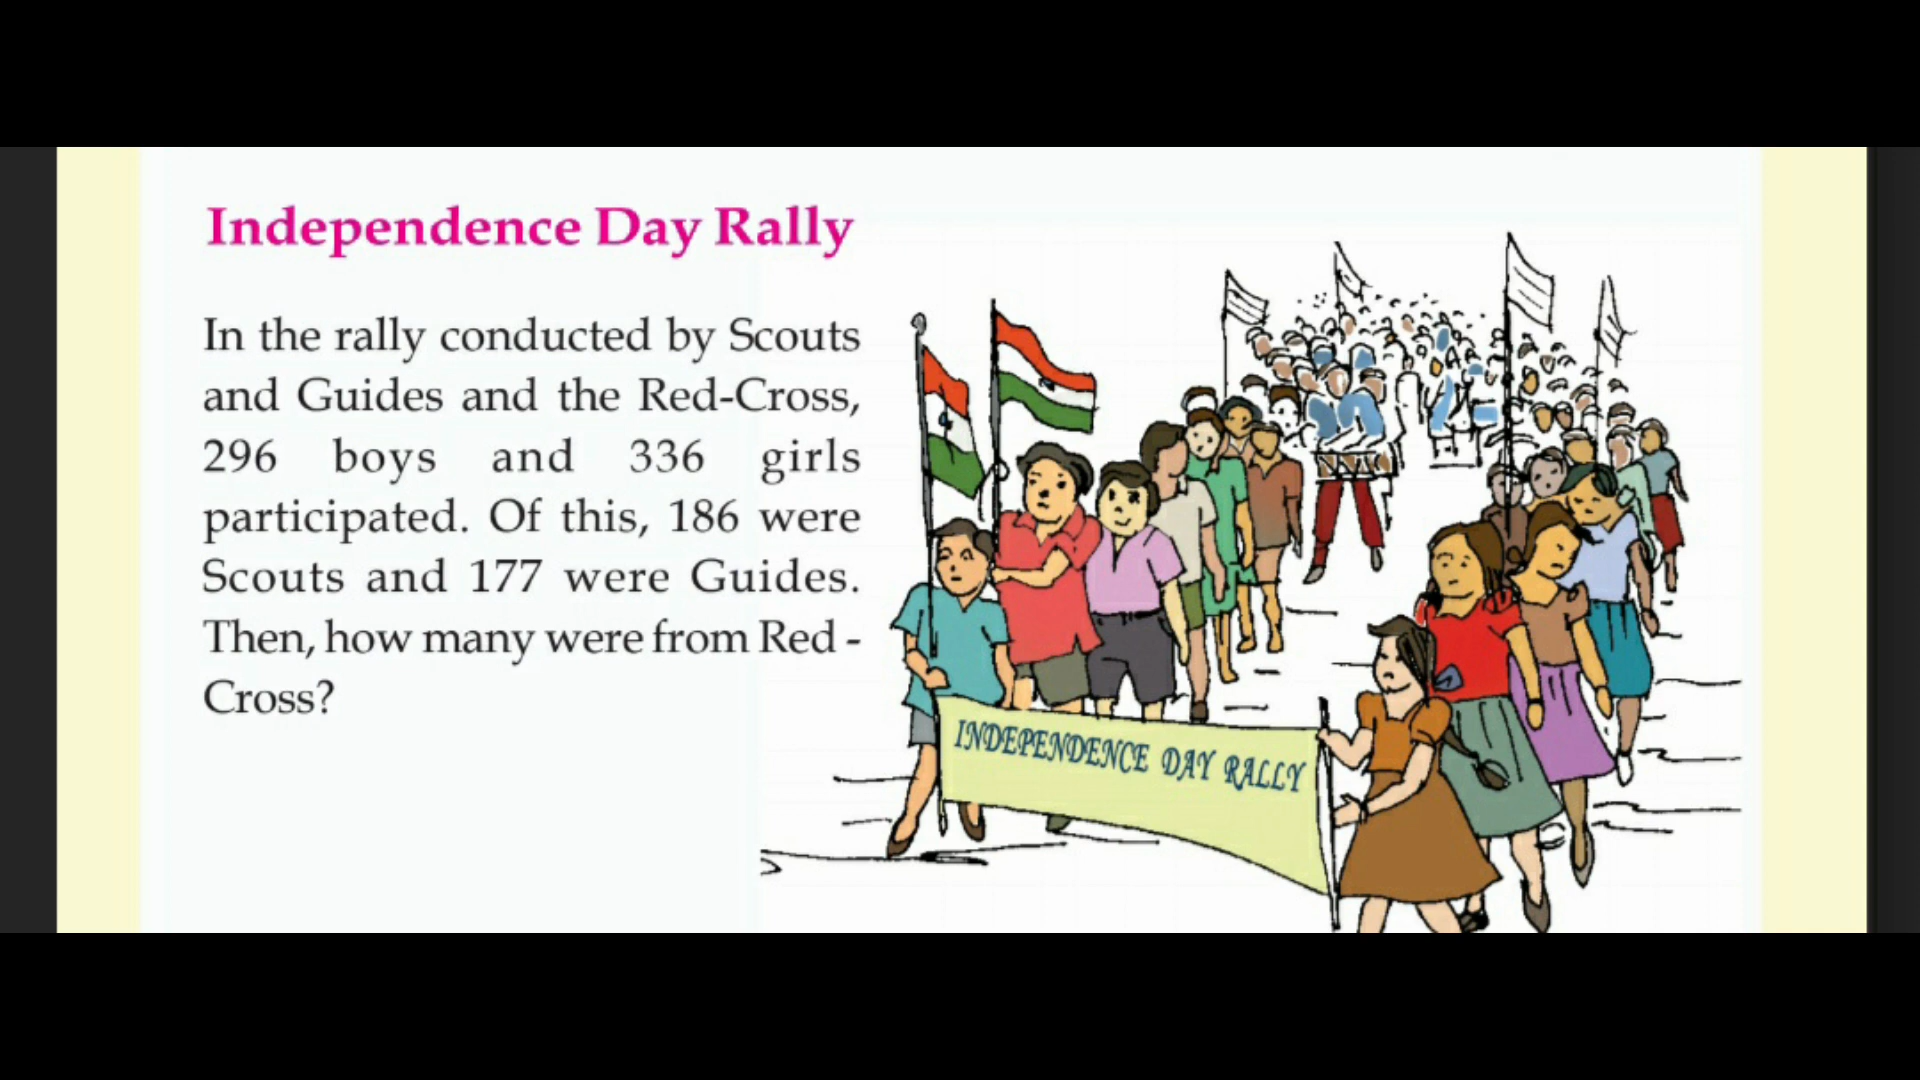 Independence Day Rally
In the rally conducted by Scouts
and Guides and the Red-Cross,
296 boys and 336 girls
participated. Of this, 186 were
Scouts and 177 were Guides.
Then, how many were from Red -
Cross?
INDEPENDENCE DAY RALLY